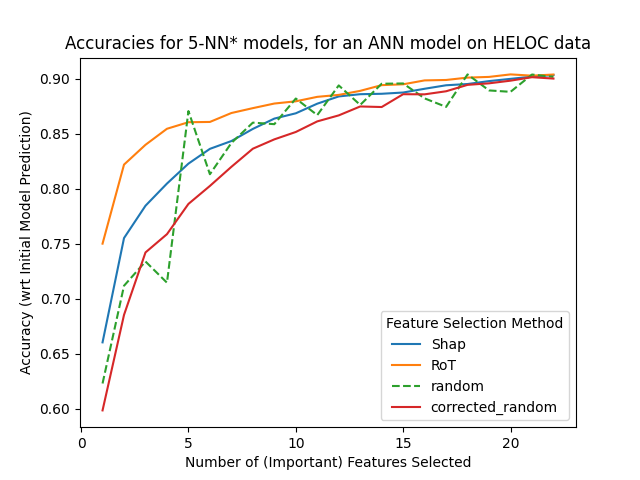 Accuracies for 5-NN* models, for an ANN model on HELOC data
Accuracy (wrt Initial Model Prediction)
0.90
0.85
0.80
0.75
0.70
0.65
0.60
Feature Selection Method
Shap
RoT
random
corrected_random
0 5 10 15 20
Number of (Important) Features Selected